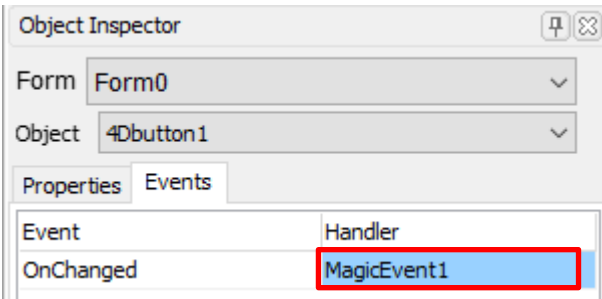 Object Inspector
Form Form0
Object 4Dbutton1
Properties Events
Event Handler
OnChanged MagicEvent1